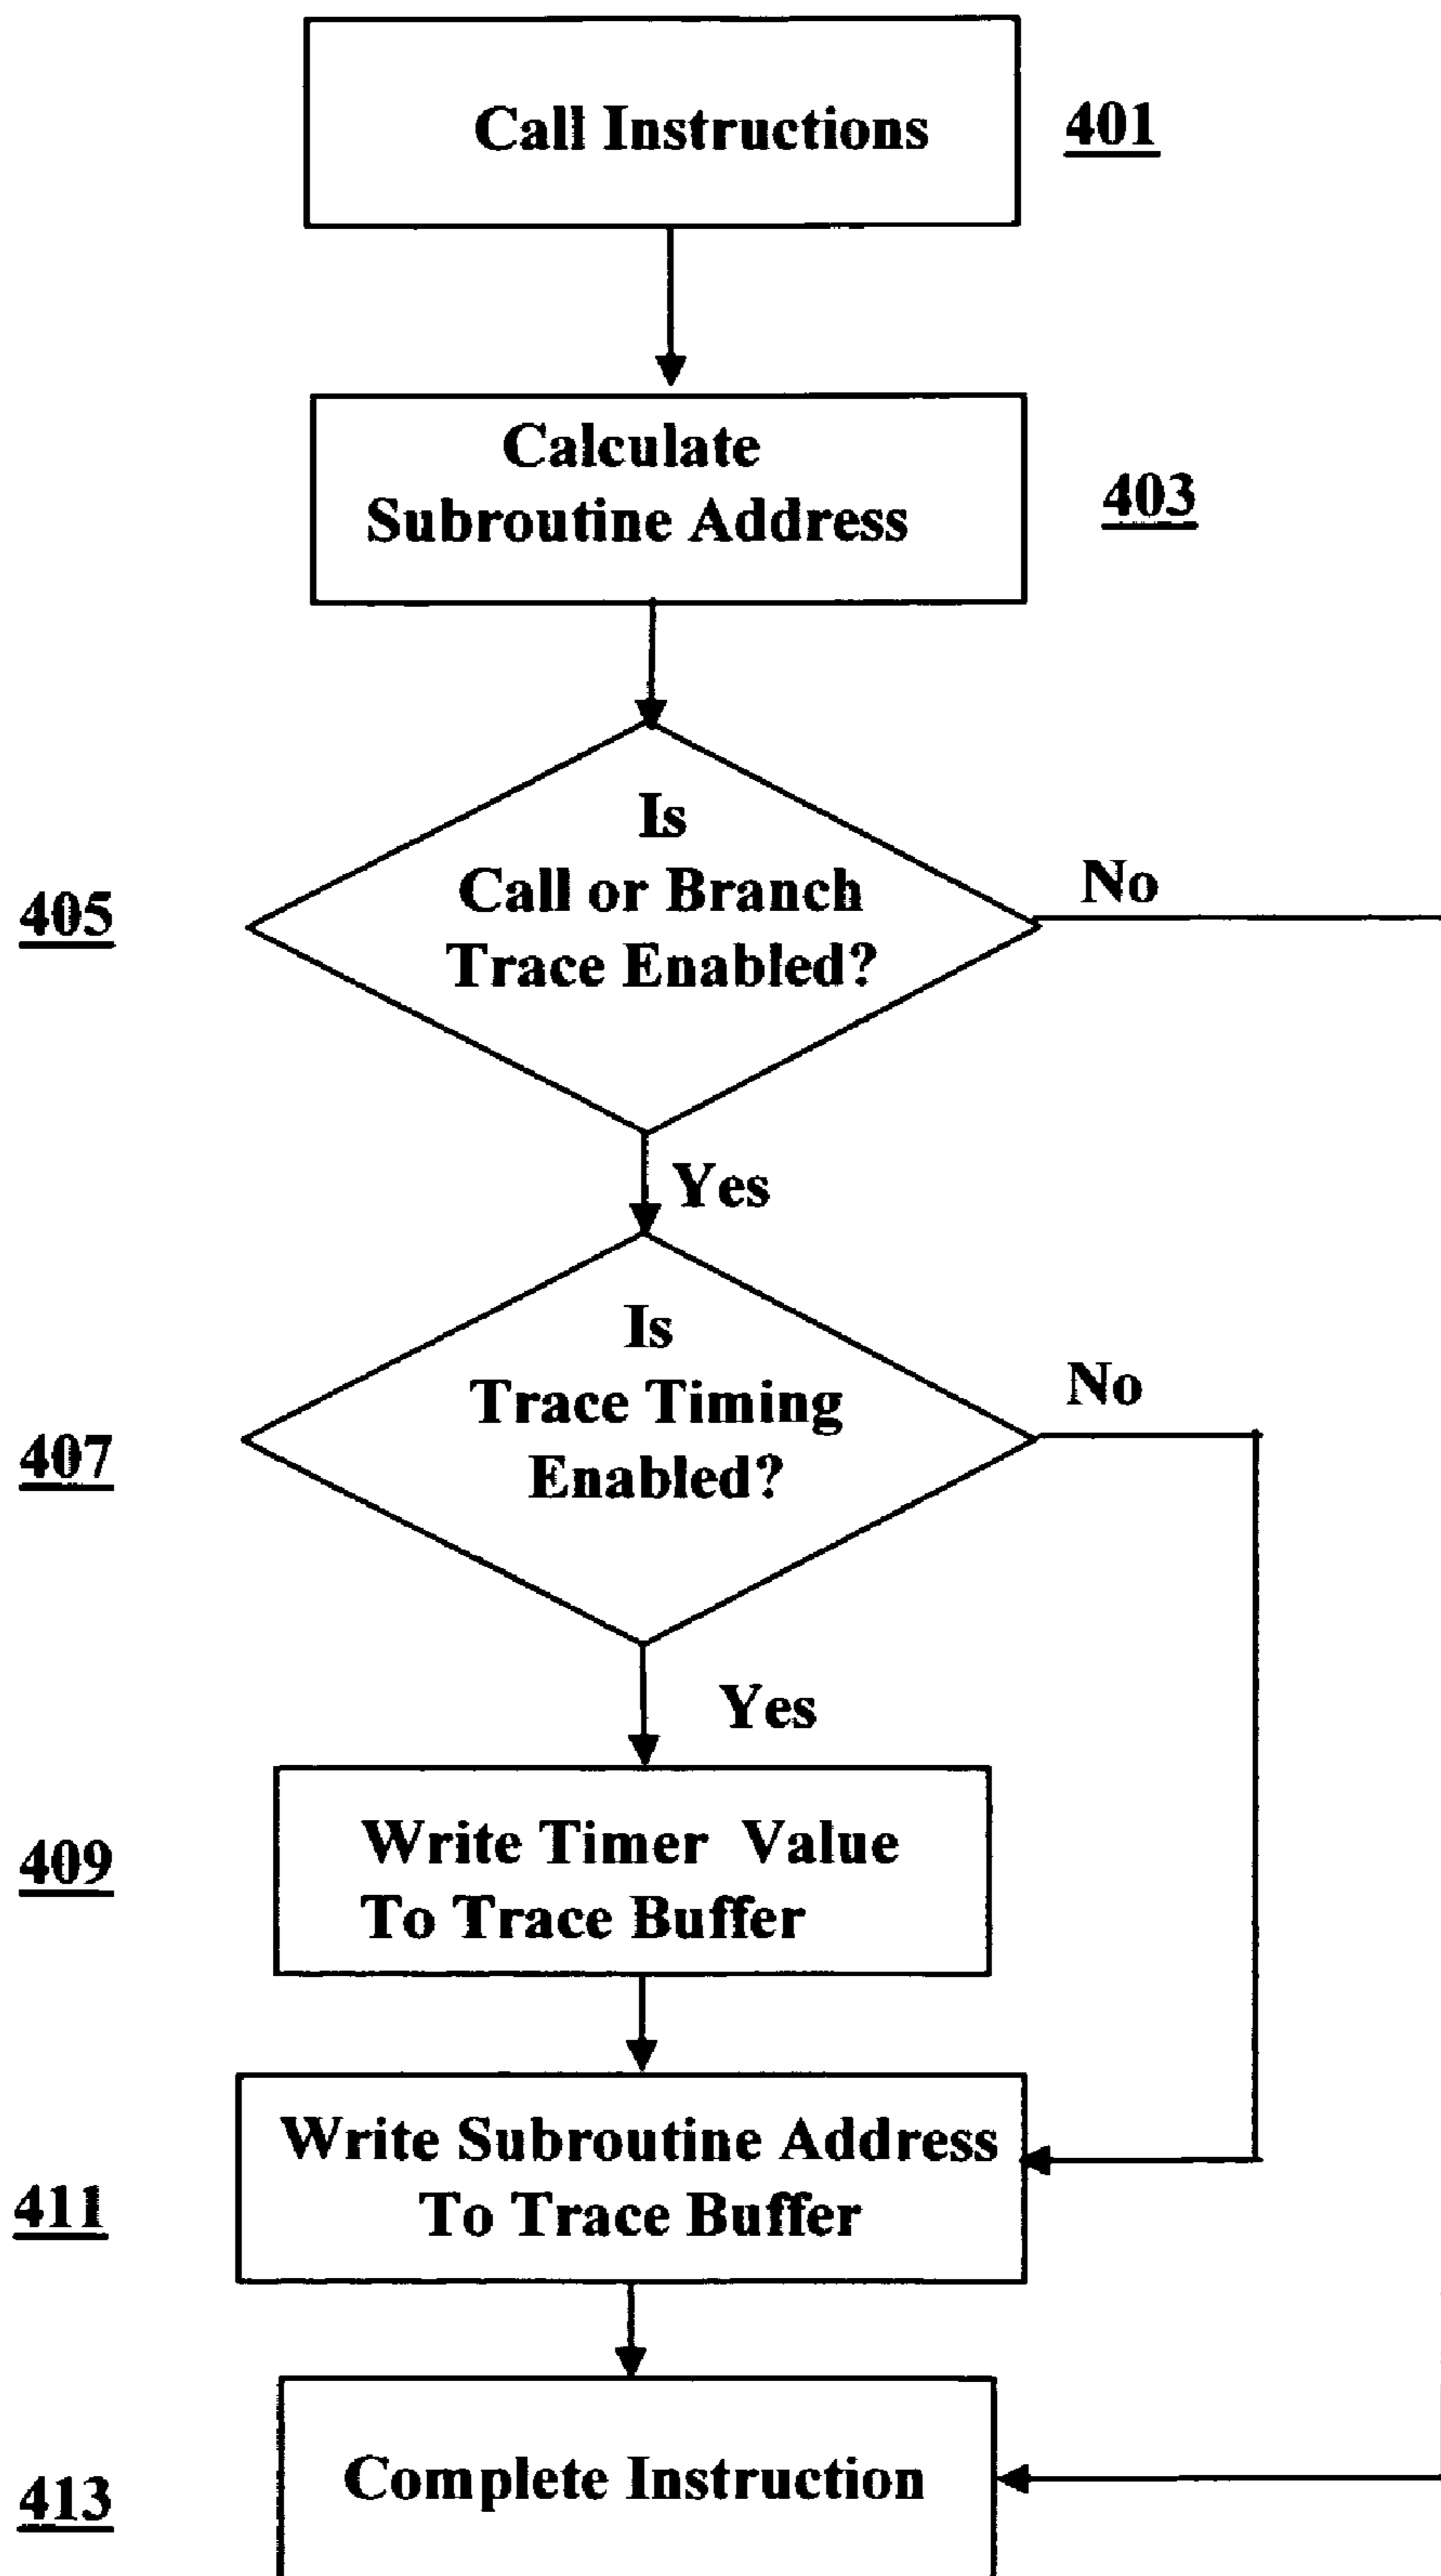 Call Instructions
401
Calculate
Subroutine Address
403
Is
Call or Branch
Trace Enabled?
No
405
Yes
Is
Trace Timing
Enabled?
No
407
Yes
Write Timer Value
To Trace Buffer
409
Write Subroutine Address
To Trace Buffer
411
Complete Instruction
413